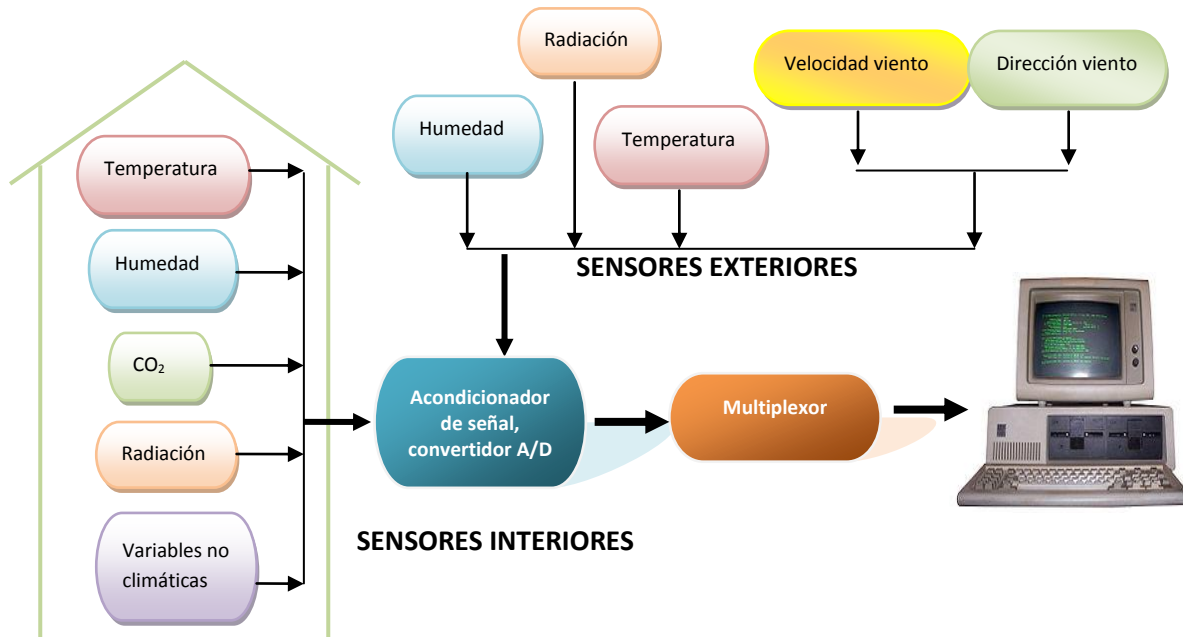 Radiación
Velocidad viento
Dirección viento
Humedad
Temperatura
Temperatura
Humedad
CO₂
Radiación
Variables no
climáticas
SENSORES EXTERIORES
Acondicionador
de señal,
convertidor A/D
Multiplexor
SENSORES INTERIORES